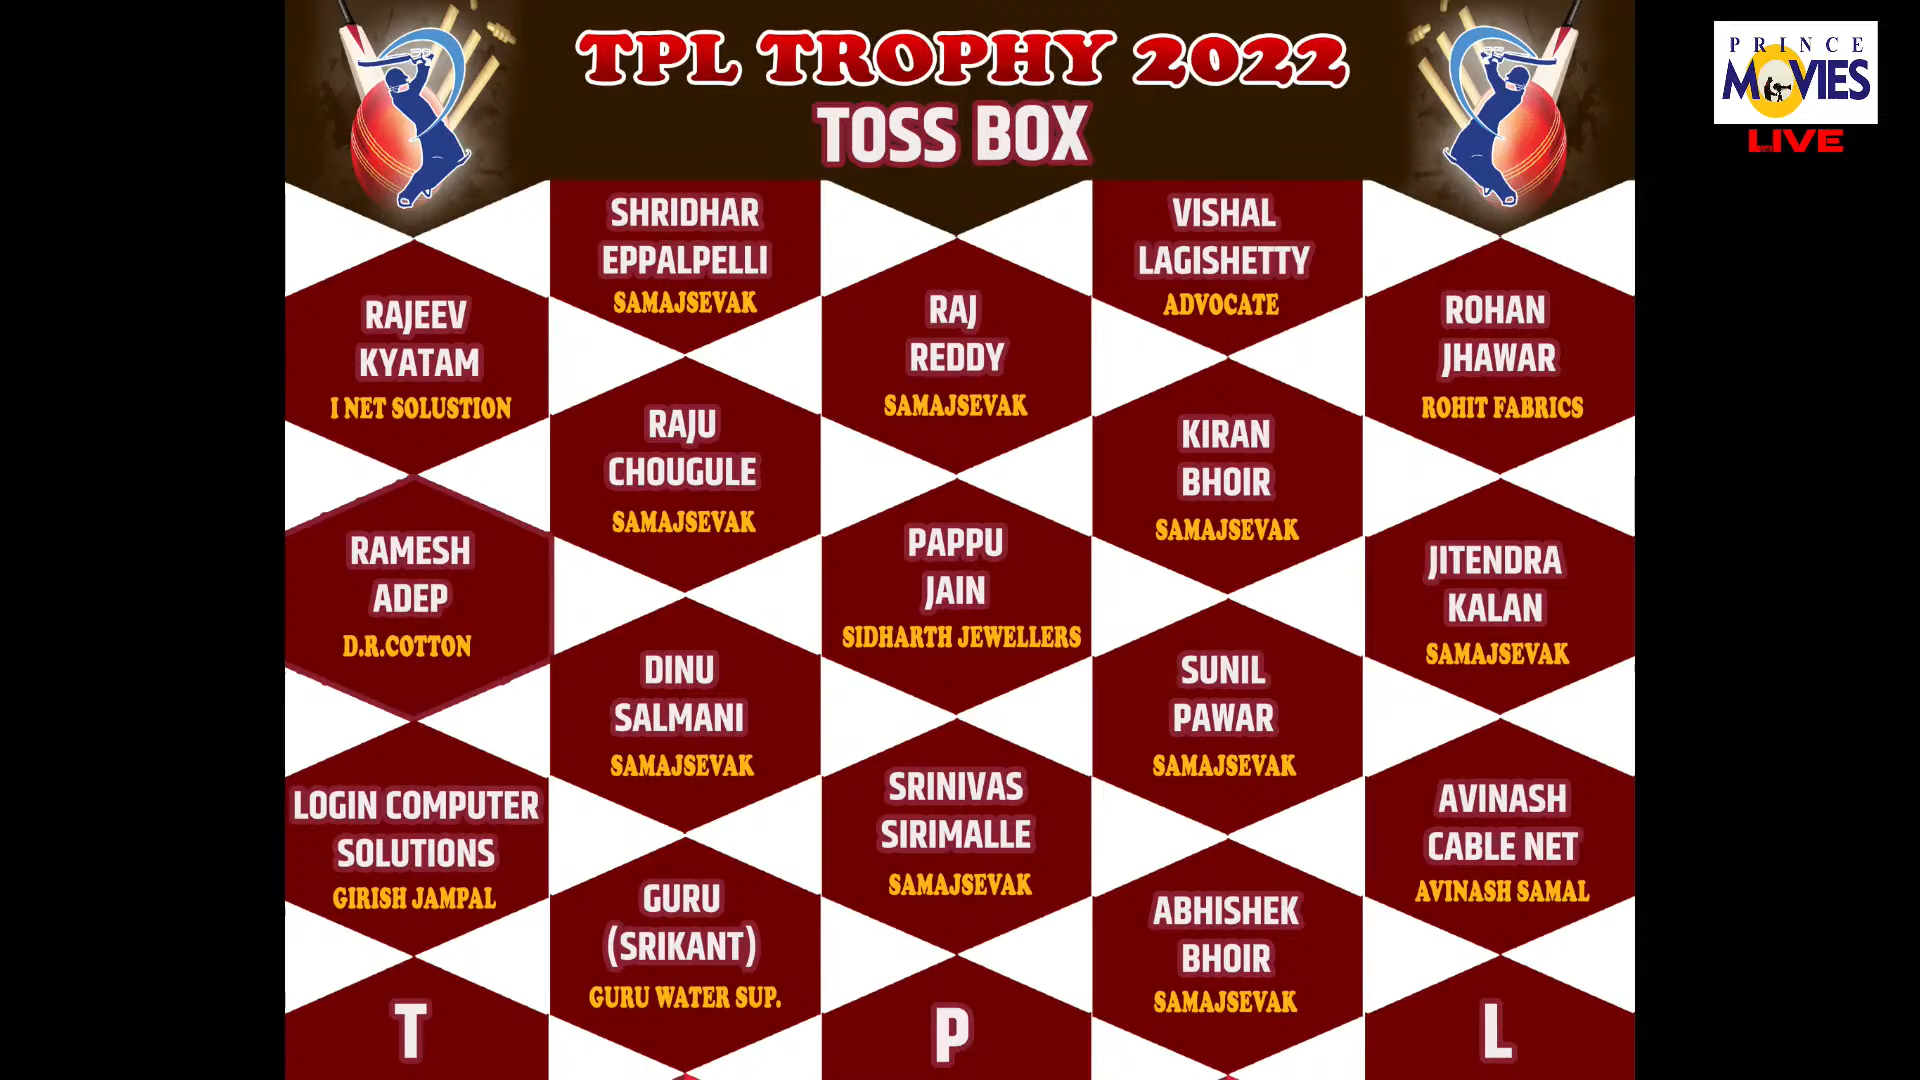 TPL TROPHY 2022
TOSS BOX
PRINCE
MOVIES
LIVE
RAJEEV
KYATAM
I NET SOLUSTION
RAMESH
ADEP
D.R.COTTON
LOGIN COMPUTER
SOLUTIONS
GIRISH JAMPAL
T
SHRIDHAR
EPPALPELLI
SAMAJSEVAK
RAJU
CHOUGULE
SAMAJSEVAK
DINU
SALMANI
SAMAJSEVAK
GURU
(SRIKANT)
GURU WATER SUP.
RAJ
REDDY
SAMAJSEVAK
PAPPU
JAIN
SIDHARTH JEWELLERS
SRINIVAS
SIRIMALLE
SAMAJSEVAK
P
VISHAL
LAGISHETTY
ADVOCATE
KIRAN
BHOIR
SAMAJSEVAK
SUNIL
PAWAR
SAMAJSEVAK
ABHISHEK
BHOIR
SAMAJSEVAK
ROHAN
JHAWAR
ROHIT FABRICS
JITENDRA
KALAN
SAMAJSEVAK
AVINASH
CABLE NET
AVINASH SAMAL
L